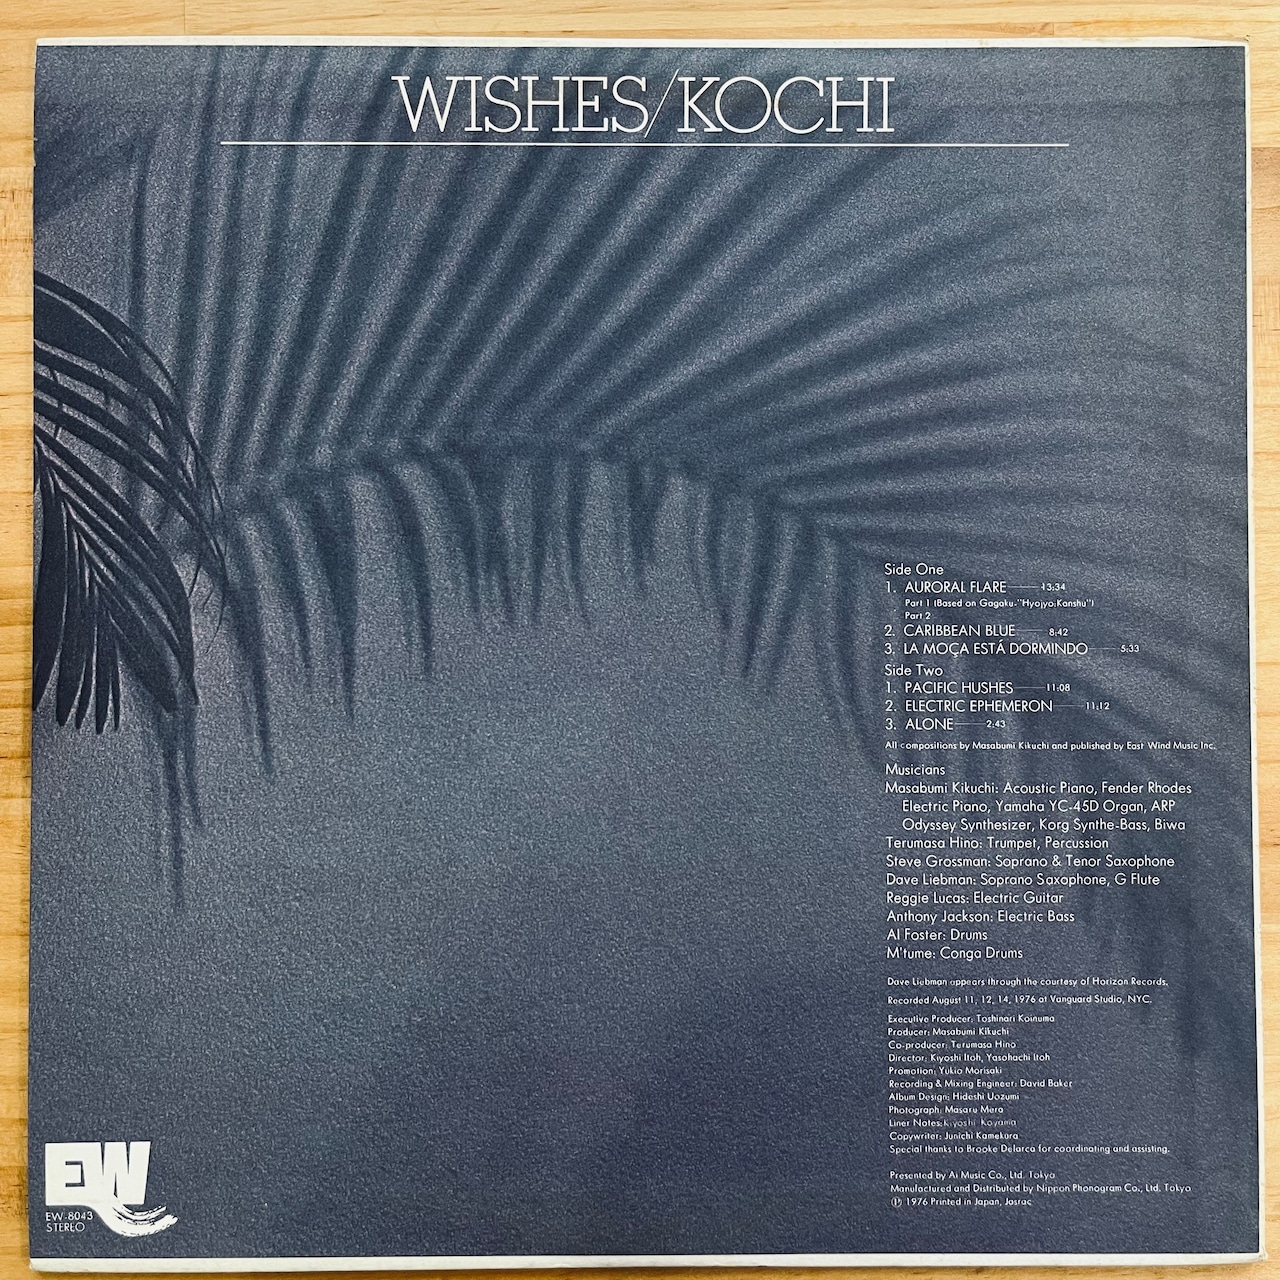 WISHES/KOCHI
Side One
1. AURORAL FLARE —— 13:34
Part 1 (Based on Gagaku-"Hyojyo:Kanshu")
Part 2
2. CARIBBEAN BLUE —— 8:42
3. LA MOÇA ESTÁ DORMINDO —— 5:33
Side Two
1. PACIFIC HUSHES —— 11:08
2. ELECTRIC EPHEMERON —— 11:12
3. ALONE —— 2:43
All compositions by Masabumi Kikuchi and published by East Wind Music Inc.
Musicians
Masabumi Kikuchi: Acoustic Piano, Fender Rhodes
Electric Piano, Yamaha YC-45D Organ, ARP
Odyssey Synthesizer, Korg Synthe-Bass, Biwa
Terumasa Hino: Trumpet, Percussion
Steve Grossman: Soprano & Tenor Saxophone
Dave Liebman: Soprano Saxophone, G Flute
Reggie Lucas: Electric Guitar
Anthony Jackson: Electric Bass
Al Foster: Drums
M'tume: Conga Drums
Dave Liebman appears through the courtesy of Horizon Records.
Recorded August 11, 12, 14, 1976 at Vanguard Studio, NYC.
Executive Producer: Toshinari Koinuma
Producer: Masabumi Kikuchi
Co-producer: Terumasa Hino
Director: Kiyoshi Itoh, Yasohachi Itoh
Promotion: Yukio Morisaki
Recording & Mixing Engineer: David Baker
Album Design: Hideshi Uozumi
Photograph: Masaru Mera
Liner Notes: Kiyoshi Koyama
Copywriter: Junichi Kamekura
Special thanks to Brooke Delarco for coordinating and assisting.
Presented by Ai Music Co., Ltd. Tokyo
Manufactured and Distributed by Nippon Phonogram Co., Ltd. Tokyo
Ⓟ 1976 Printed in Japan, Jasrac
EW
EW-8043
STEREO